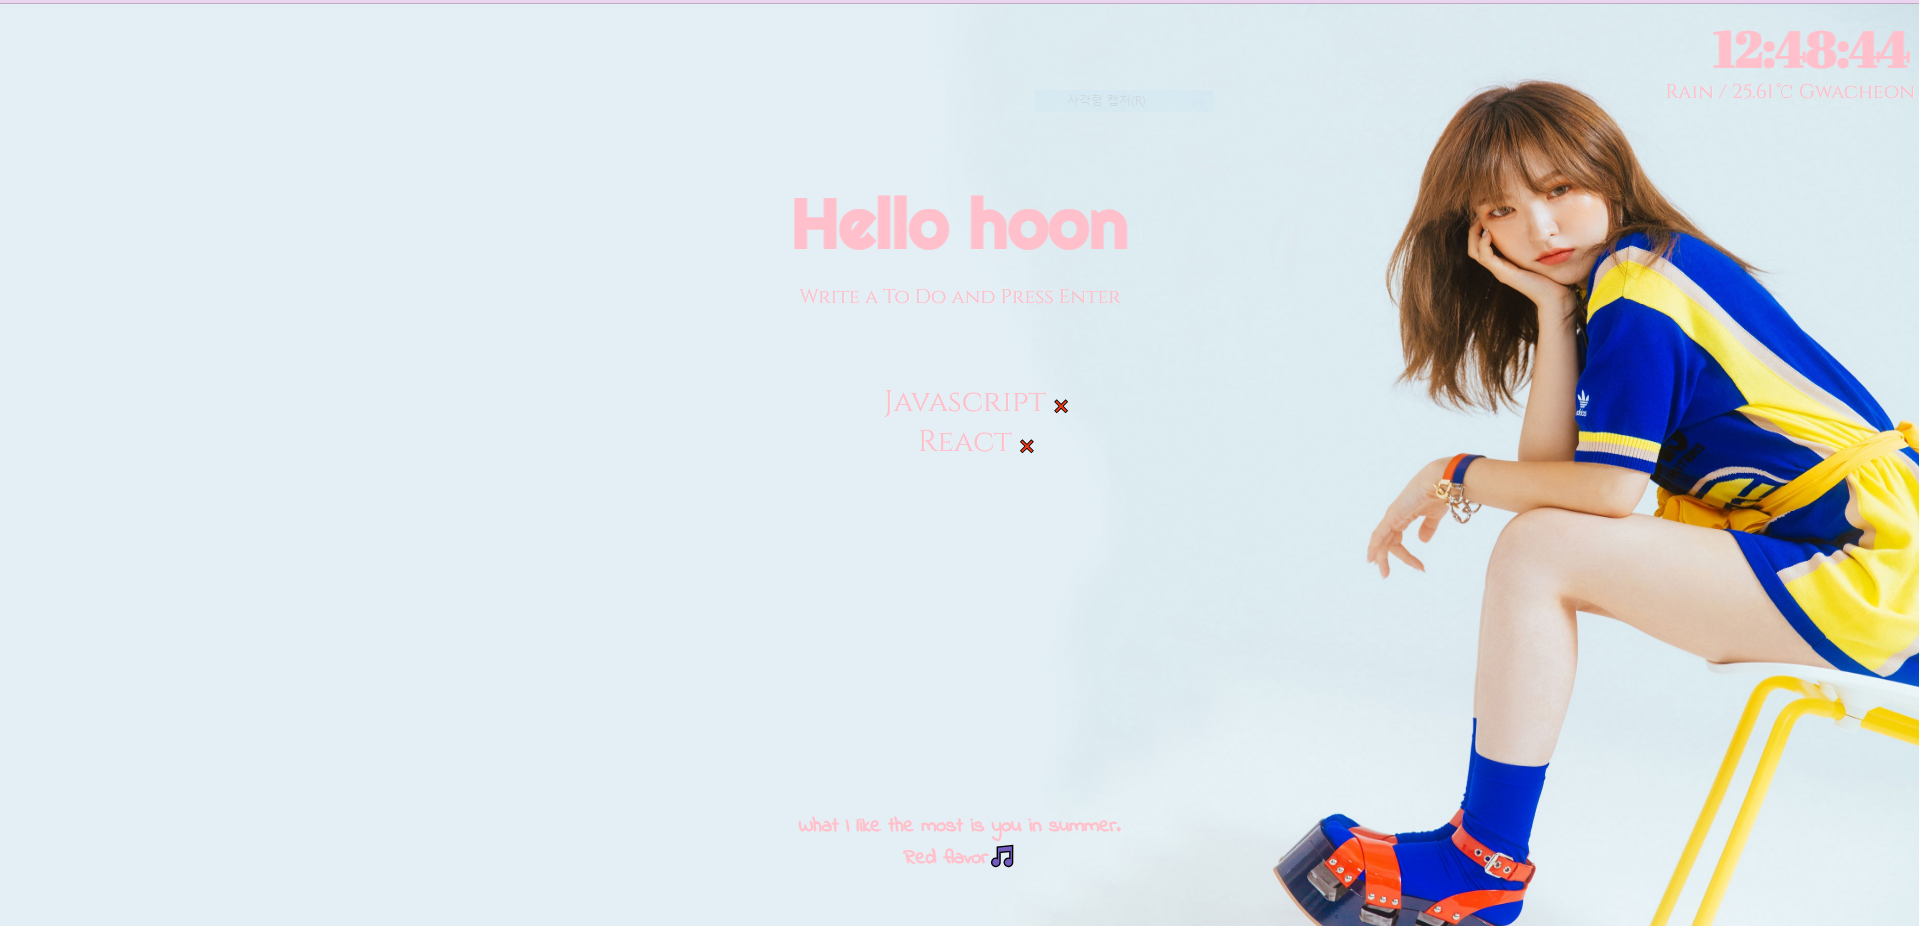 12:48:44
Rain / 25.61℃ Gwacheon
사각형 캡처(R)
Hello hoon
Write a To Do and Press Enter
Javascript
React
What I like the most is you in summer.
Red flavor